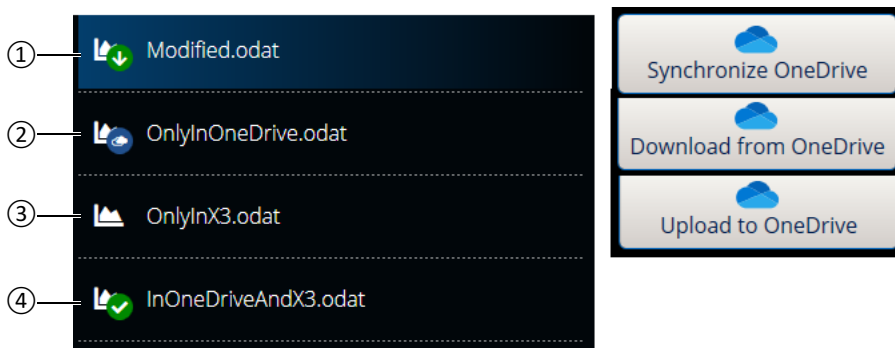 ① Modified.odat
② OnlyInOneDrive.odat
③ OnlyInX3.odat
④ InOneDriveAndX3.odat
Synchronize OneDrive
Download from OneDrive
Upload to OneDrive